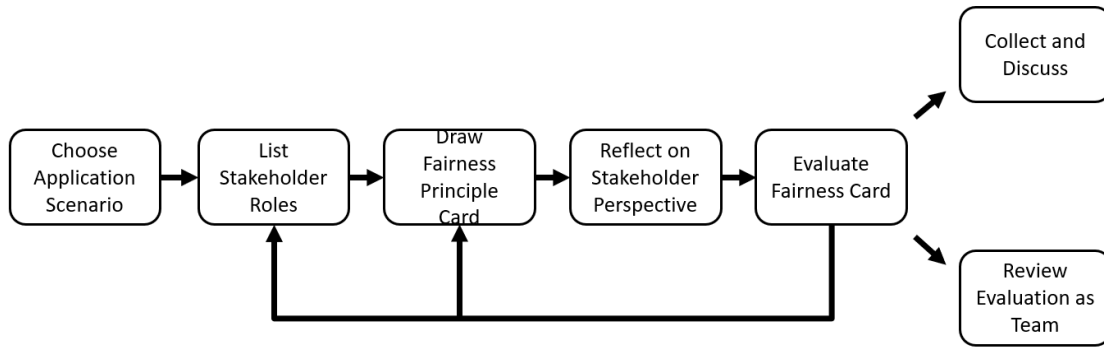 Choose
Application
Scenario
List
Stakeholder
Roles
Draw
Fairness
Principle
Card
Reflect on
Stakeholder
Perspective
Evaluate
Fairness Card
Collect and
Discuss
Review
Evaluation as
Team